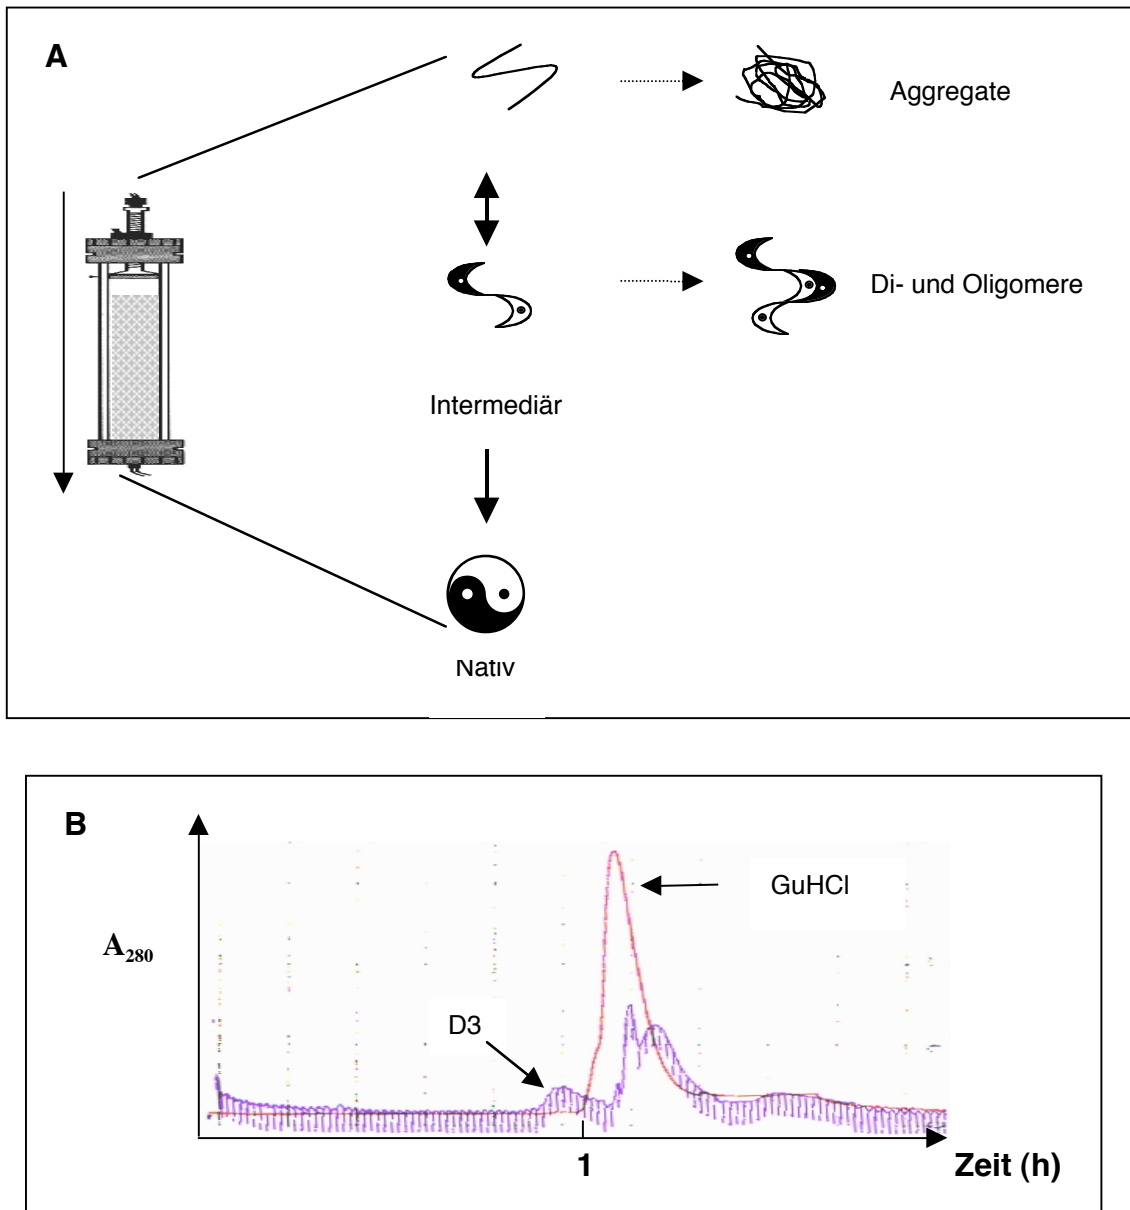 A
Aggregate
Di- und Oligomere
Intermediär
Nativ
B
GuHCl
A280
D3
1
Zeit (h)